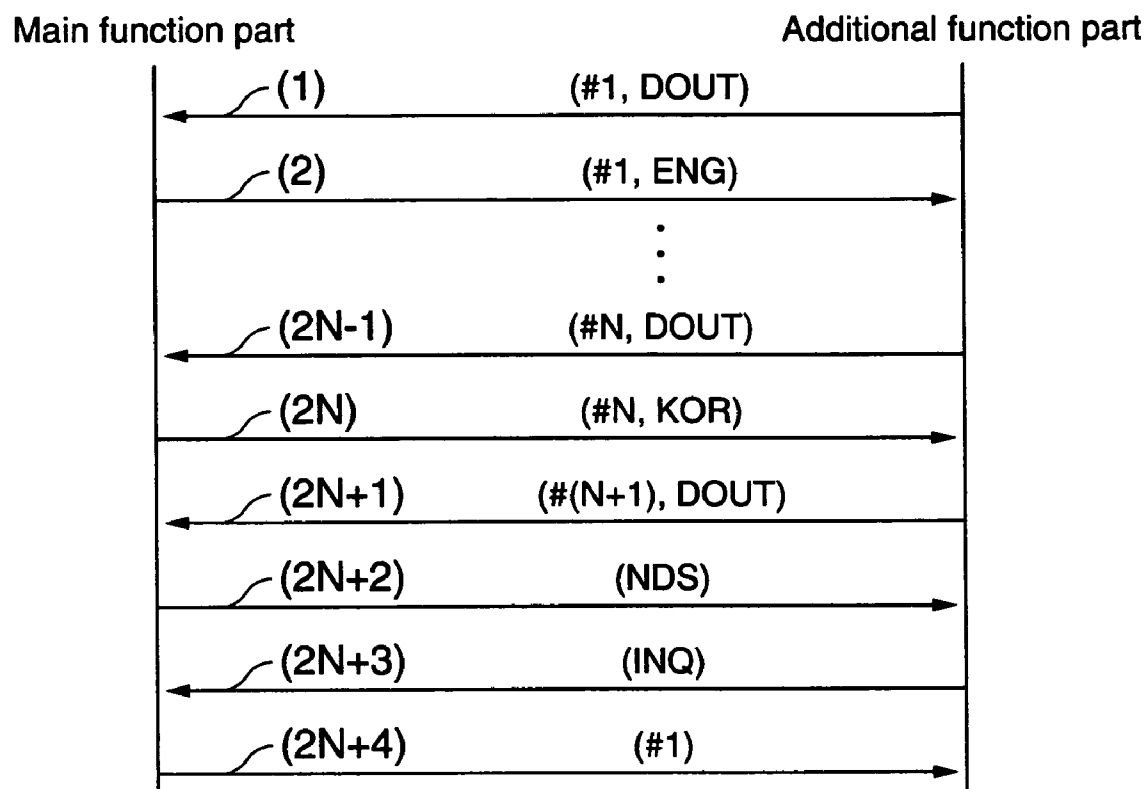 Main function part Additional function part
(1) (#1, DOUT)
(2) (#1, ENG)
(2N-1) (#N, DOUT)
(2N) (#N, KOR)
(2N+1) (#(N+1), DOUT)
(2N+2) (NDS)
(2N+3) (INQ)
(2N+4) (#1)